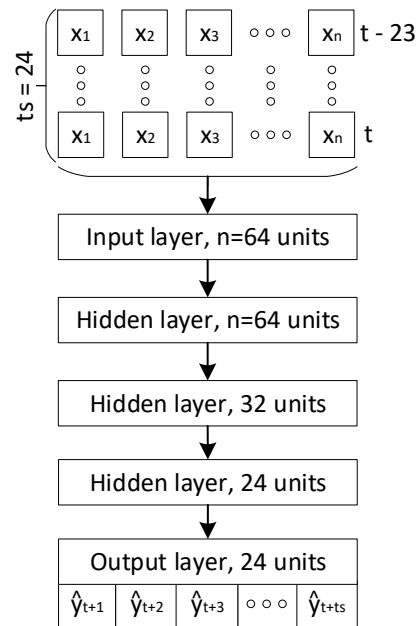 x1 x2 x3 ○○○ xn t - 23
ts = 24
x1 x2 x3 ○○○ xn t
Input layer, n=64 units
Hidden layer, n=64 units
Hidden layer, 32 units
Hidden layer, 24 units
Output layer, 24 units
ŷt+1 ŷt+2 ŷt+3 ○○○ ŷt+ts